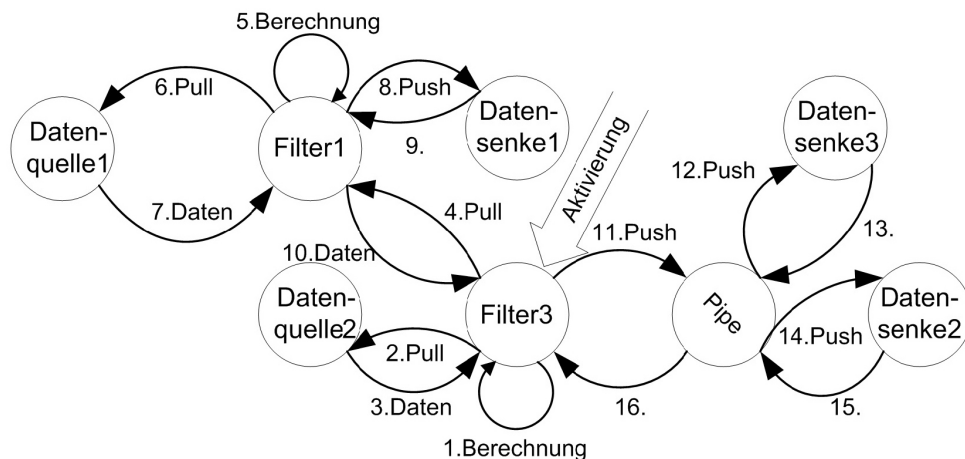 5.Berechnung
6.Pull
8.Push
Daten-
quelle1
Filter1
Daten-
senke1
9.
7.Daten
4.Pull
10.Daten
Aktivierung
11.Push
12.Push
Daten-
senke3
13.
Daten-
quelle2
2.Pull
3.Daten
Filter3
1.Berechnung
Pipe
16.
14.Push
Daten-
senke2
15.